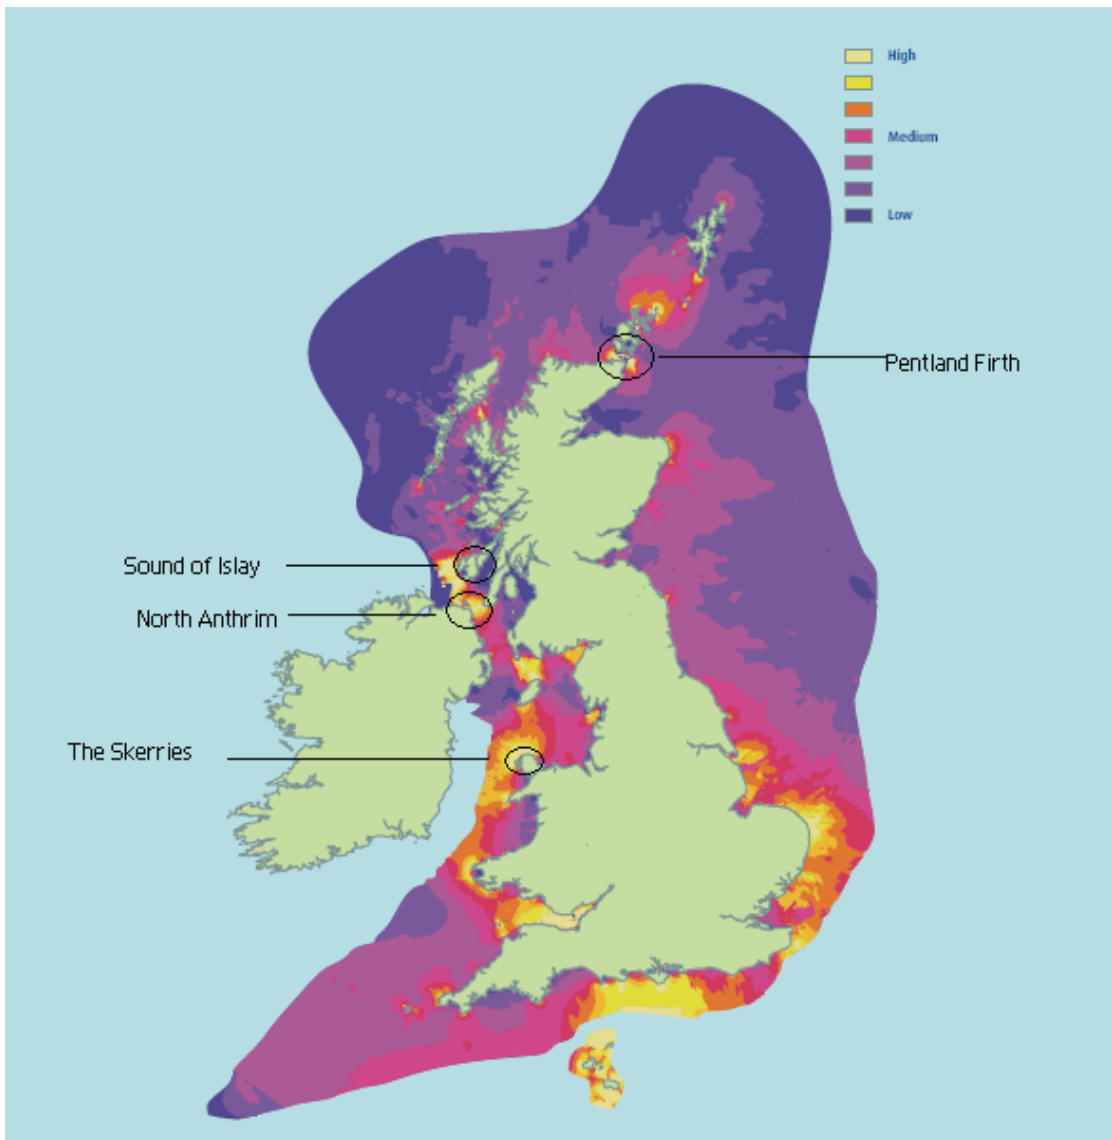 High
Medium
Low
Pentland Firth
Sound of Islay
North Anthrim
The Skerries